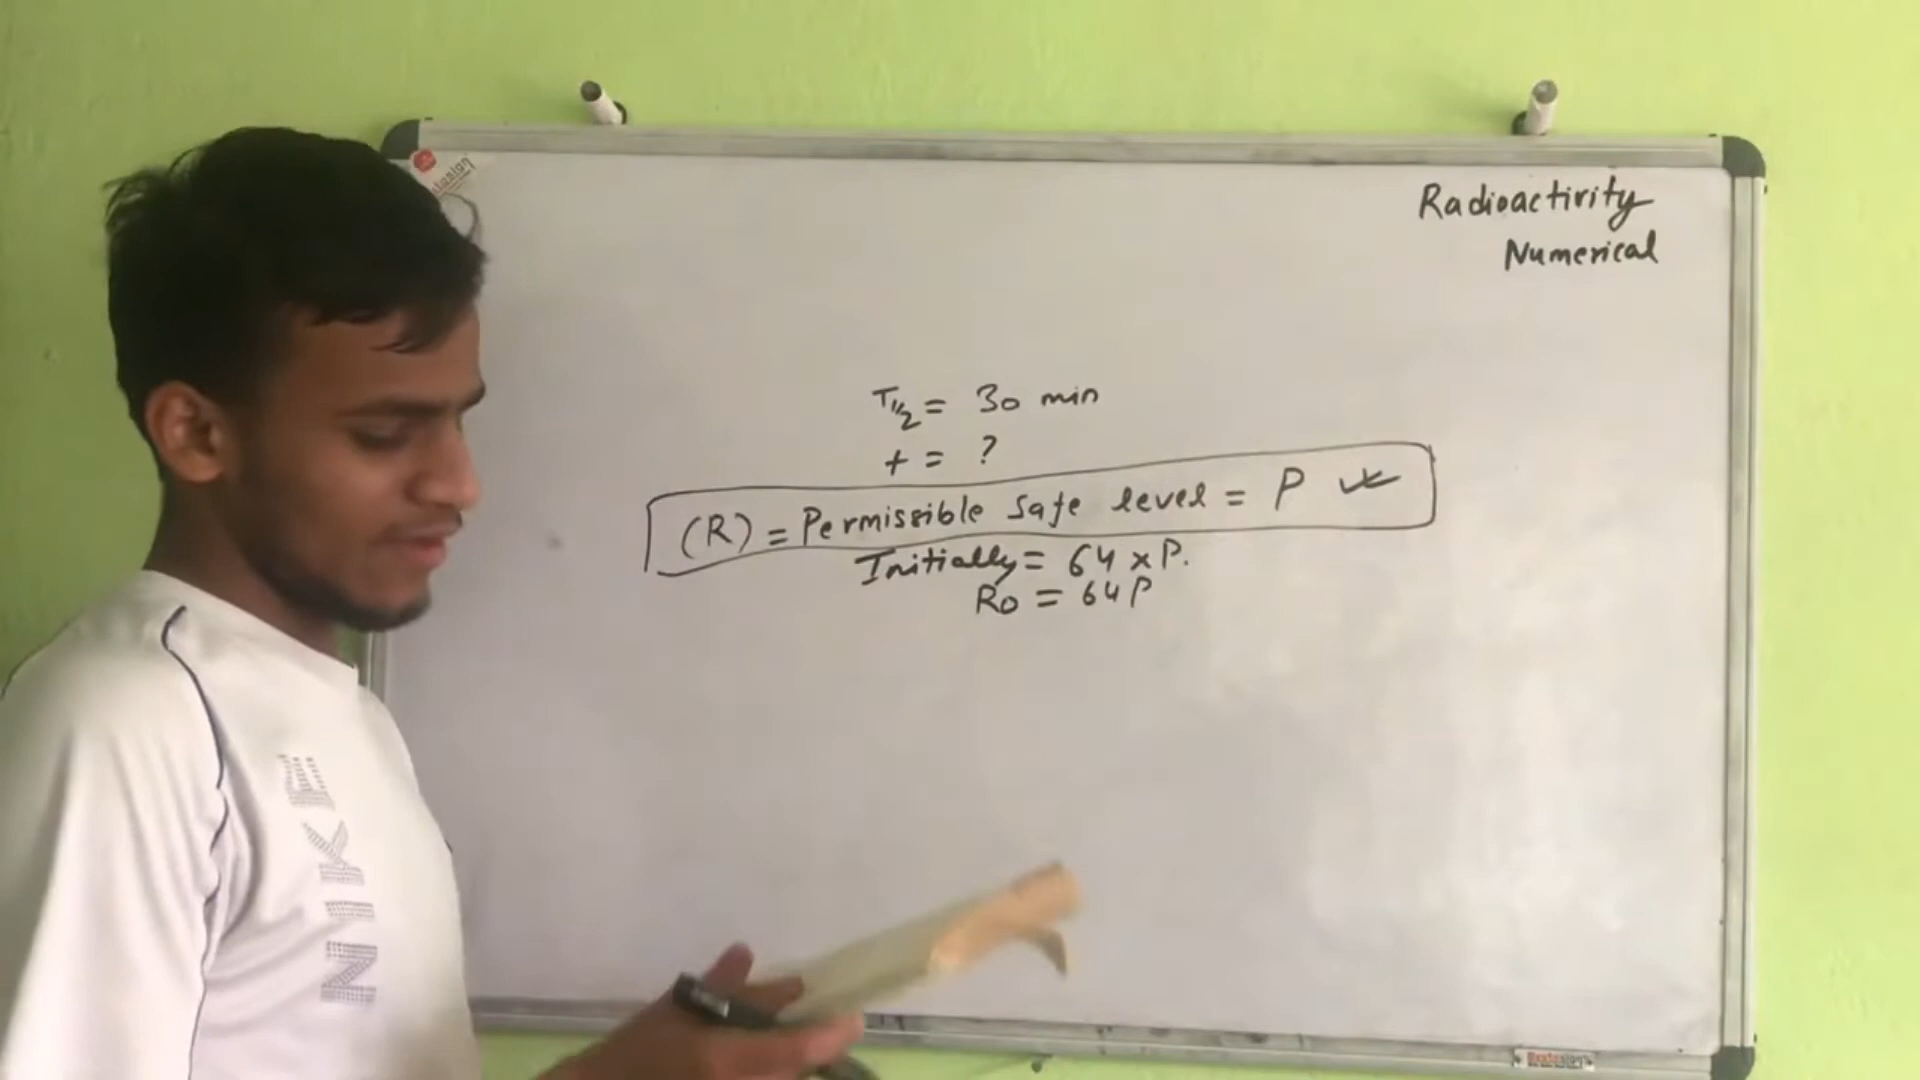 Radioactivity
Numerical
T1/2 = 30 min
t = ?
(R) = Permissible Safe level = P
Initially = 64 x P.
R0 = 64P
NIKE